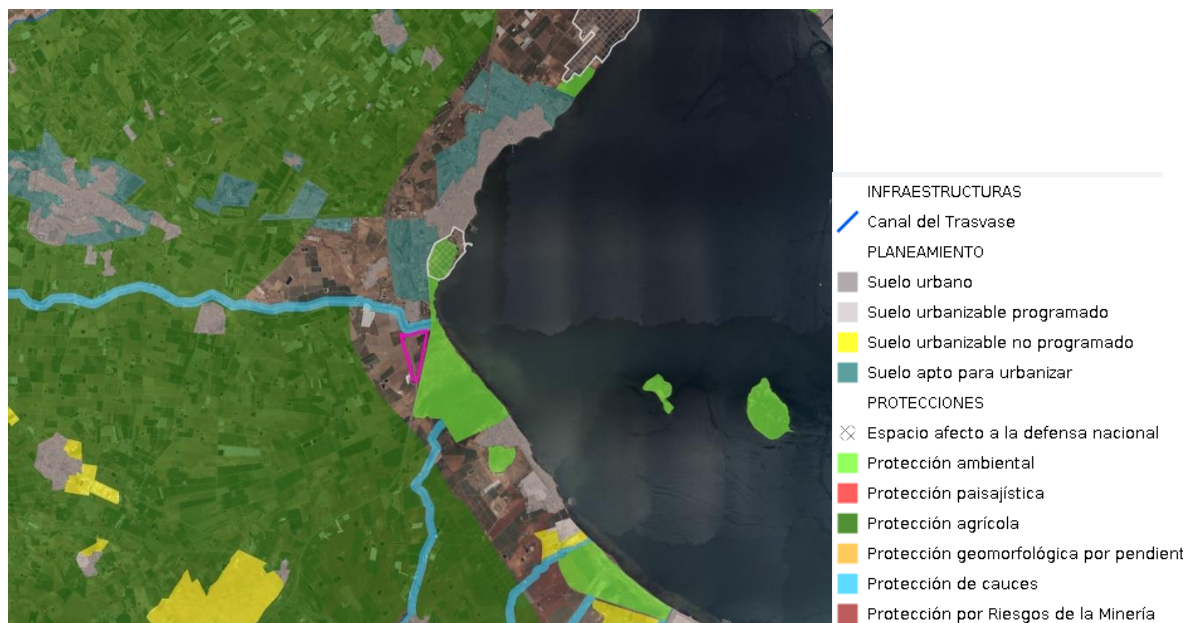 INFRAESTRUCTURAS
Canal del Trasvase
PLANEAMIENTO
Suelo urbano
Suelo urbanizable programado
Suelo urbanizable no programado
Suelo apto para urbanizar
PROTECCIONES
Espacio afecto a la defensa nacional
Protección ambiental
Protección paisajística
Protección agrícola
Protección geomorfológica por pendient
Protección de cauces
Protección por Riesgos de la Minería